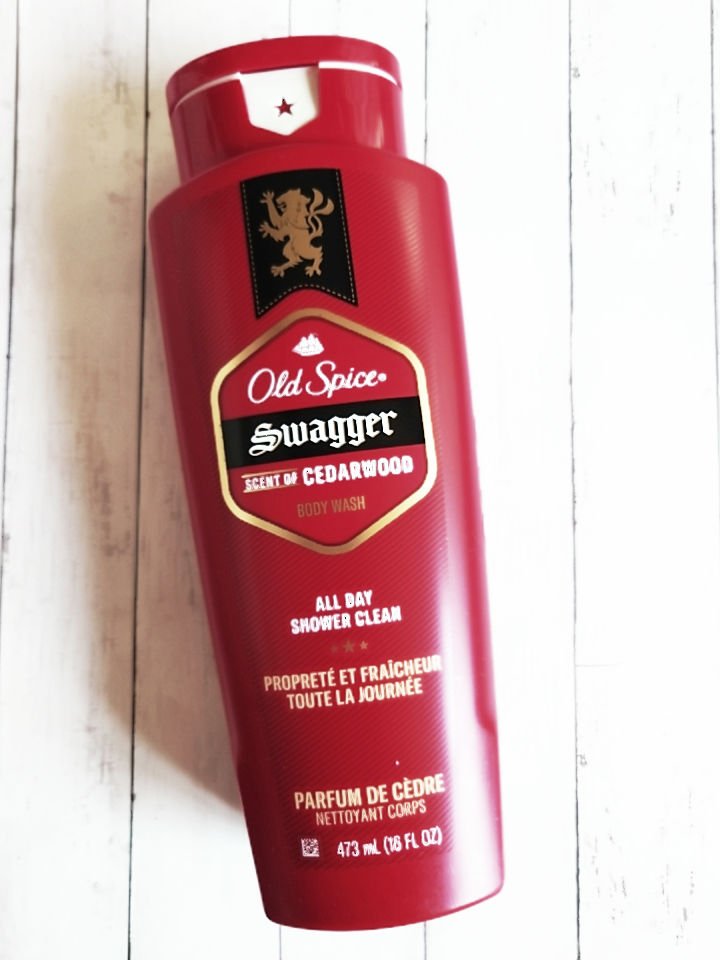 Old Spice
Swagger
SCENT OF CEDARWOOD
BODY WASH
ALL DAY
SHOWER CLEAN
PROPRETÉ ET FRAÎCHEUR
TOUTE LA JOURNÉE
PARFUM DE CÈDRE
NETTOYANT CORPS
473 mL (16 FL OZ)